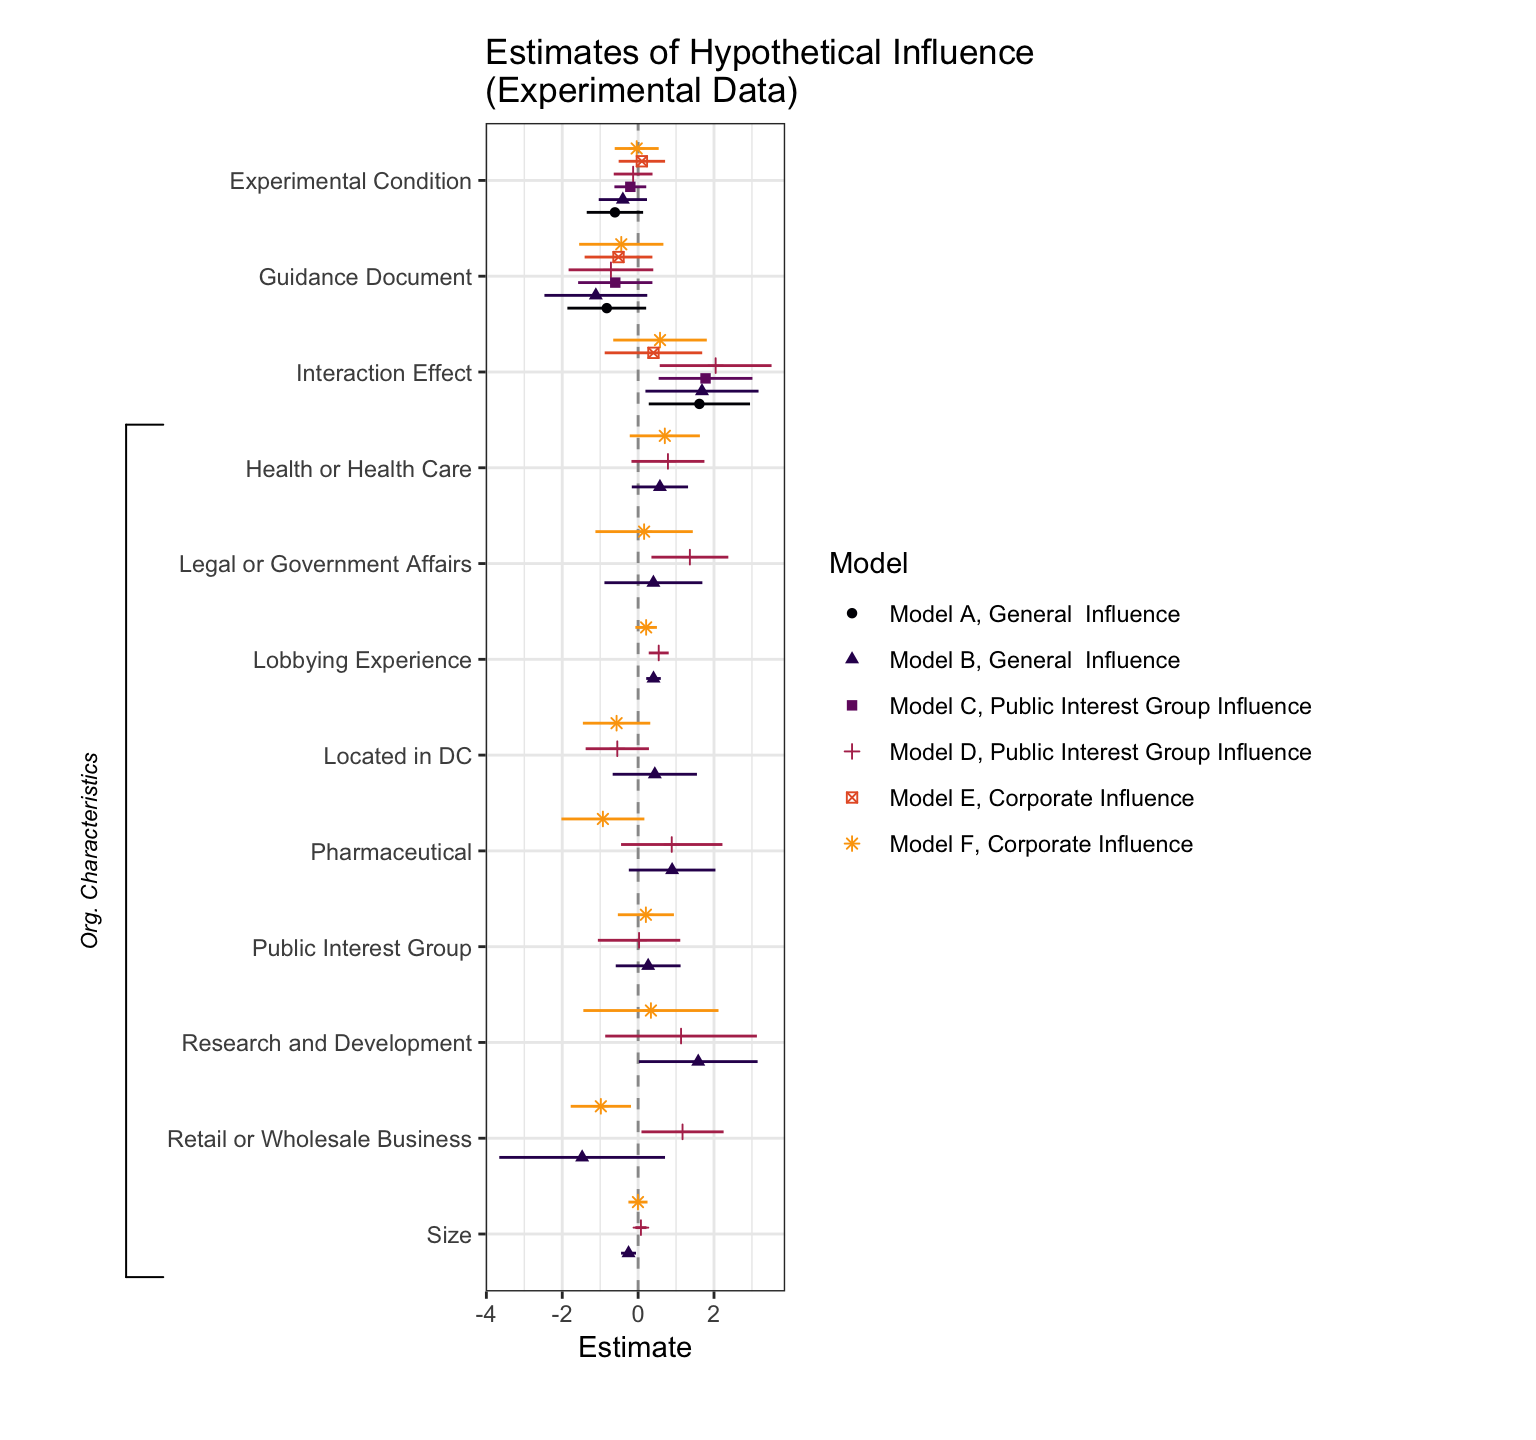 Estimates of Hypothetical Influence
(Experimental Data)
Experimental Condition
Guidance Document
Interaction Effect
Health or Health Care
Legal or Government Affairs
Lobbying Experience
Located in DC
Pharmaceutical
Public Interest Group
Research and Development
Retail or Wholesale Business
Size
Org. Characteristics
-4 -2 0 2
Estimate
Model
Model A, General  Influence
Model B, General  Influence
Model C, Public Interest Group Influence
Model D, Public Interest Group Influence
Model E, Corporate Influence
Model F, Corporate Influence